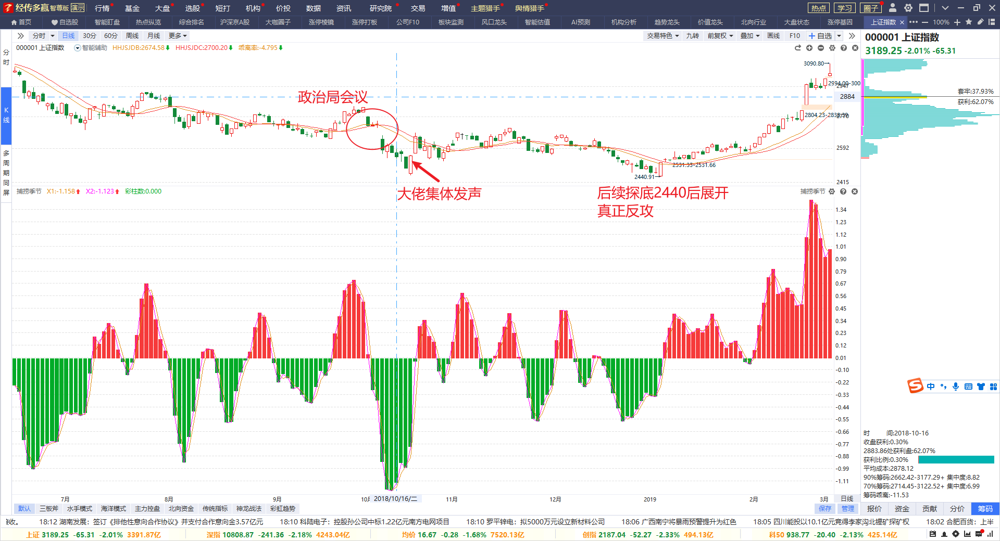 经传多赢 智尊版 演示 行情 基金 大盘 选股 短打 机构 价投 数据 资讯 研究院 交易 增值 主题猎手 舆情猎手 热点 学习 圈子
首页 自选股 智能盯盘 热点纵览 综合排名 沪深京A股 大咖圈子 涨停棱镜 涨停打板 公司F10 板块监测 风口龙头 智能估值 AI预测 机构分析 趋势龙头 价值龙头 北向行业 大盘状态 涨停基因 上证指数 100%
分时 日线 30分 60分 周线 月线 更多 交易特色 九转 前复权 叠加 画线 F10 自选
000001 上证指数
3189.25 -2.01% -65.31
000001 上证指数 智能辅助 HHJSJDB:2674.58 HHJSJDC:2700.20 乖离率:-4.795
分时
K线
多周期同屏
3090.80
2994.00-300
2947
2884
2804.23-2838.39
2770
2592
2531.35-2531.66
2440.91
2415
政治局会议
大佬集体发声
后续探底2440后展开
真正反攻
套牢:37.93%
获利:62.07%
捕捞季节 X1:-1.158 X2:-1.123 彩柱数:0.000
捕捞季节
1.34
1.23
1.12
1.01
0.90
0.79
0.67
0.56
0.45
0.34
0.23
0.12
0.01
-0.10
-0.22
-0.33
-0.44
-0.55
-0.66
-0.77
-0.88
-0.99
-1.11
中
时 间:2018-10-16
收盘获利:0.30%
2883.86处获利盘:62.07%
获利比例:0.30%
平均成本:2878.12
90%筹码:2662.42-3177.29+ 集中度:8.82
70%筹码:2714.45-3122.52+ 集中度:6.99
筹码乖离:-11.53
7月 8月 9月 10月 2018/10/16/二 11月 12月 2019 2月 3月 日线
默认 三板斧 水手模式 海洋模式 主力控盘 北向资金 传统指标 神龙战法 彩虹趋势 保存 管理 报价 资金 贡献 分价 筹码
收。 18:12 湖南发展：签订《排他性意向合作协议》并支付合作意向金3.57亿元 18:10 科陆电子：控股孙公司中标1.22亿元南方电网项目 18:10 罗平锌电：拟5000万元设立新材料公司 18:06 广西南宁将暴雨预警提升为红色 18:05 四川能投以10.1亿元竞得李家沟北锂矿探矿权 18:02 合肥百货：上半
上证 3189.25 -65.31 -2.01% 3391.87亿 深指 10808.87 -241.36 -2.18% 4243.04亿 均价 16.67 -0.28 -1.68% 7520.13亿 创指 2187.04 -52.27 -2.33% 494.13亿 科50 938.77 -20.40 -2.13% 425.14亿